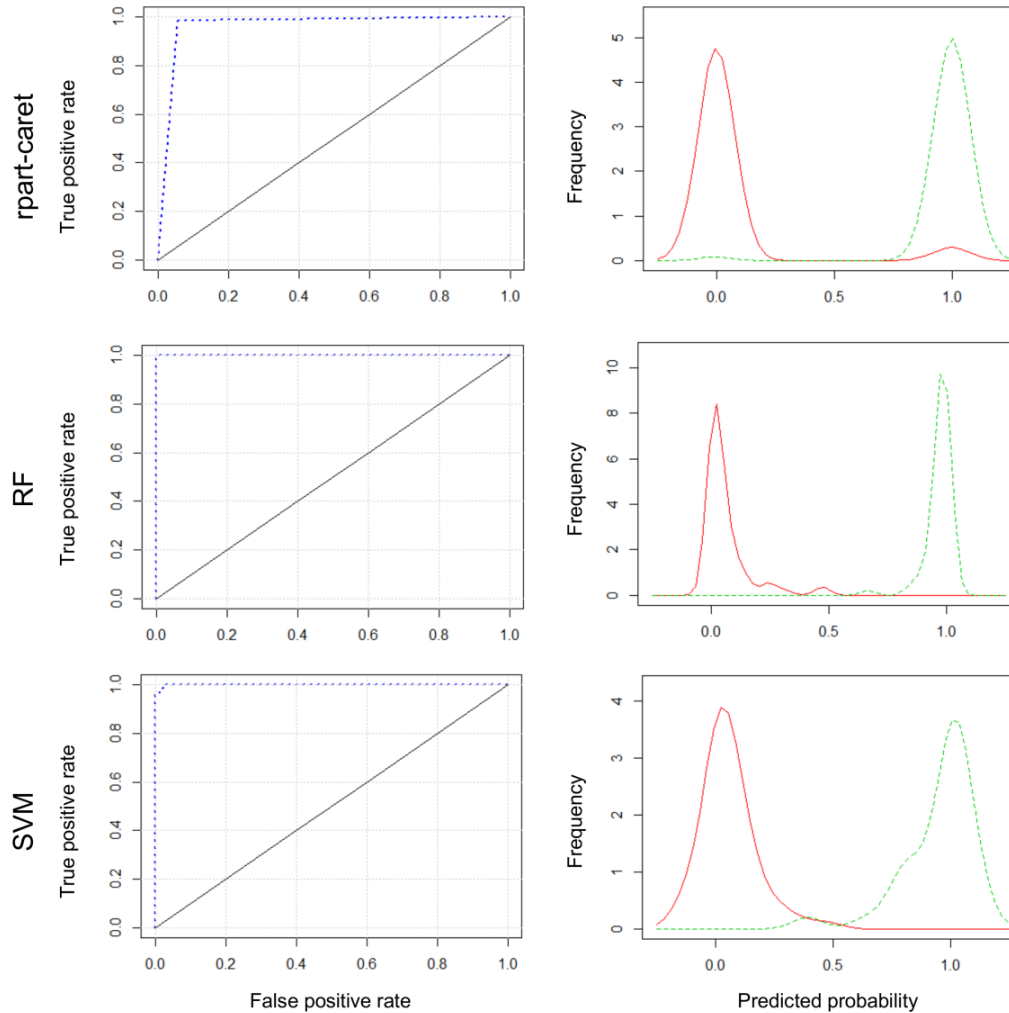 rpart-caret
True positive rate
1.0
0.8
0.6
0.4
0.2
0.0
0.0 0.2 0.4 0.6 0.8 1.0
Frequency
5
4
3
2
1
0
0.0 0.5 1.0
RF
True positive rate
1.0
0.8
0.6
0.4
0.2
0.0
0.0 0.2 0.4 0.6 0.8 1.0
Frequency
10
8
6
4
2
0
0.0 0.5 1.0
SVM
True positive rate
1.0
0.8
0.6
0.4
0.2
0.0
0.0 0.2 0.4 0.6 0.8 1.0
False positive rate
Frequency
4
3
2
1
0
0.0 0.5 1.0
Predicted probability